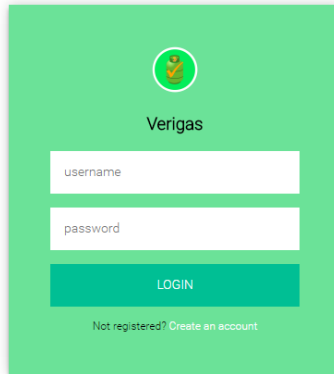 Verigas
username
password
LOGIN
Not registered? Create an account